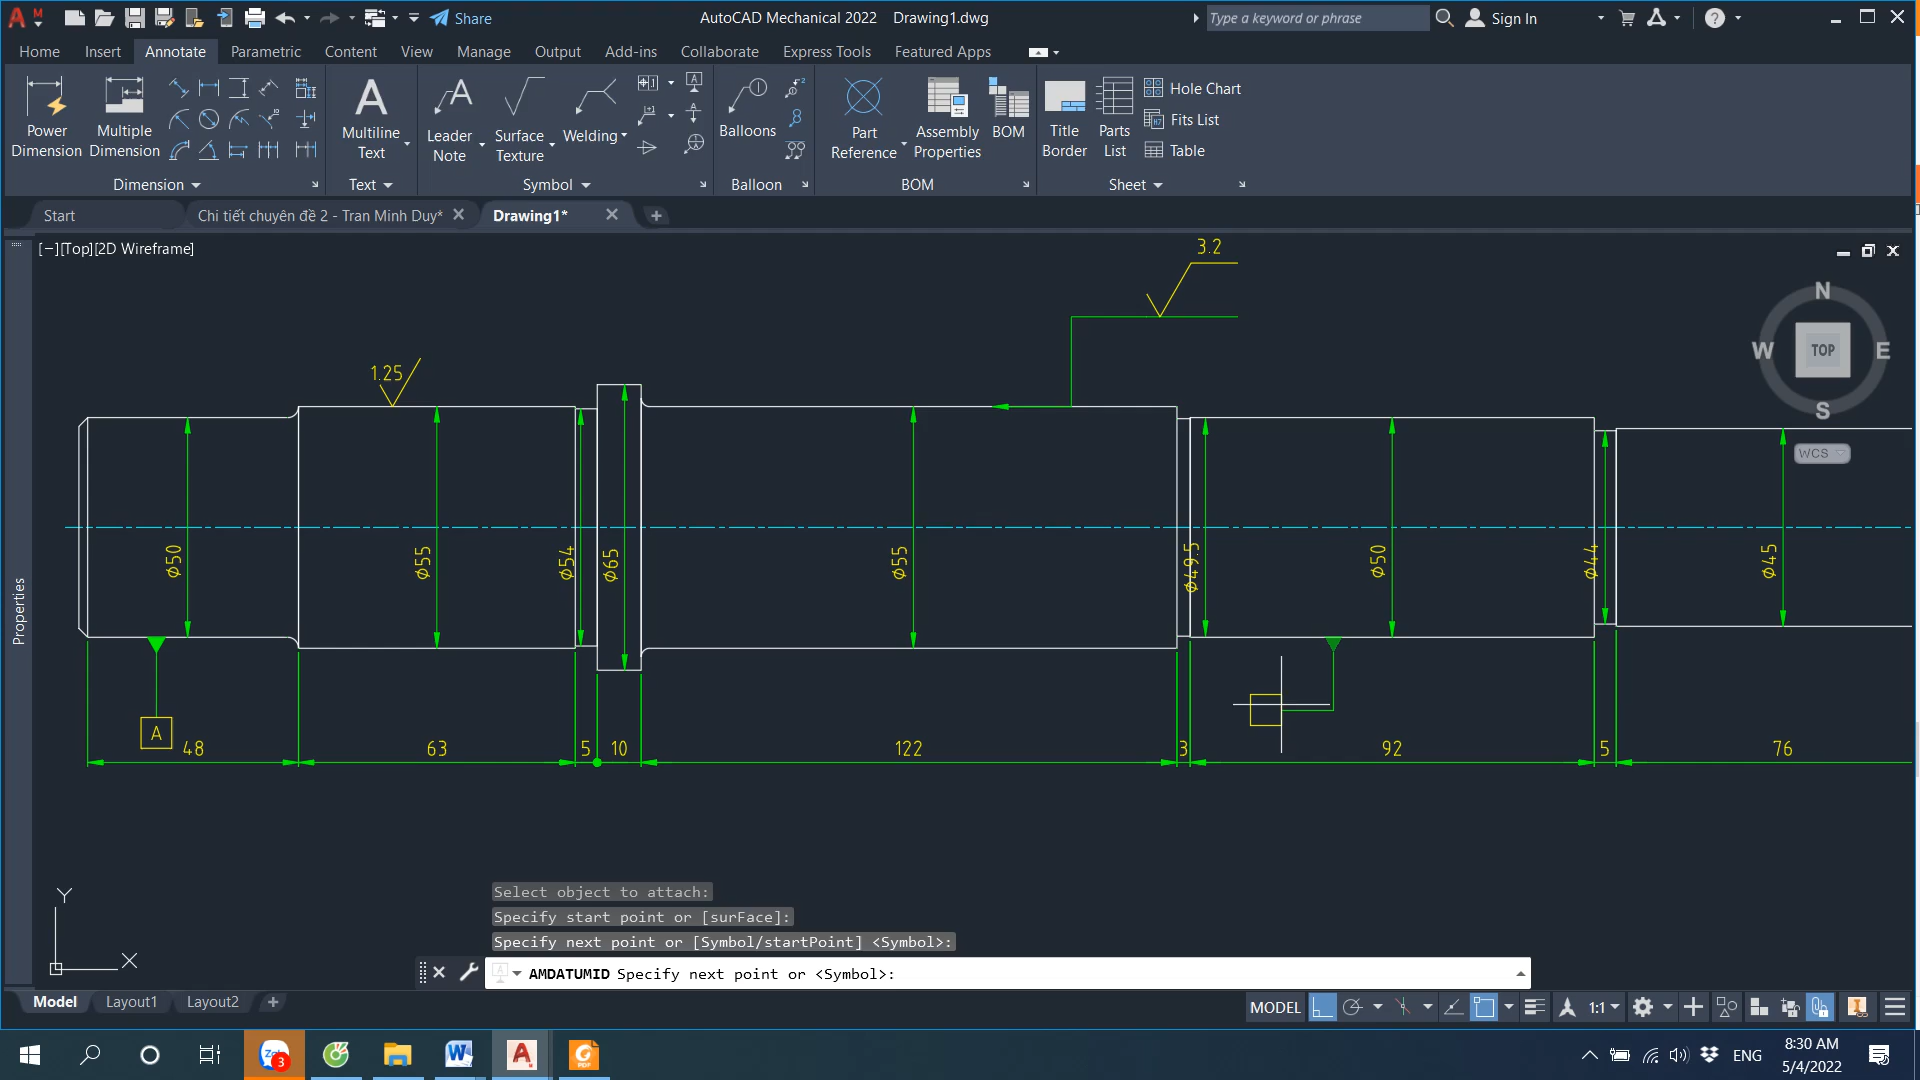 A M
Share
AutoCAD Mechanical 2022 Drawing1.dwg
Type a keyword or phrase
Sign In
?
Home Insert Annotate Parametric Content View Manage Output Add-ins Collaborate Express Tools Featured Apps
Power Dimension
Multiple Dimension
Multiline Text
Leader Note
Surface Texture
Welding
Balloons
Part Reference
Assembly Properties
BOM
Title Border
Parts List
Hole Chart
Fits List
Table
Dimension Text Symbol Balloon BOM Sheet
Start
Chi tiết chuyên đề 2 - Tran Minh Duy*
Drawing1*
[−][Top][2D Wireframe]
3.2
N
W TOP E
S
WCS
1.25
Φ50 Φ55 Φ54 Φ65 Φ55 Φ49.5 Φ50 Φ44 Φ45
Properties
A
48 63 5 10 122 3 92 5 76
Y
X
Select object to attach:
Specify start point or [surFace]:
Specify next point or [Symbol/startPoint] <Symbol>:
AMDATUMID Specify next point or <Symbol>:
Model Layout1 Layout2
MODEL 1:1
3
ENG
8:30 AM
5/4/2022